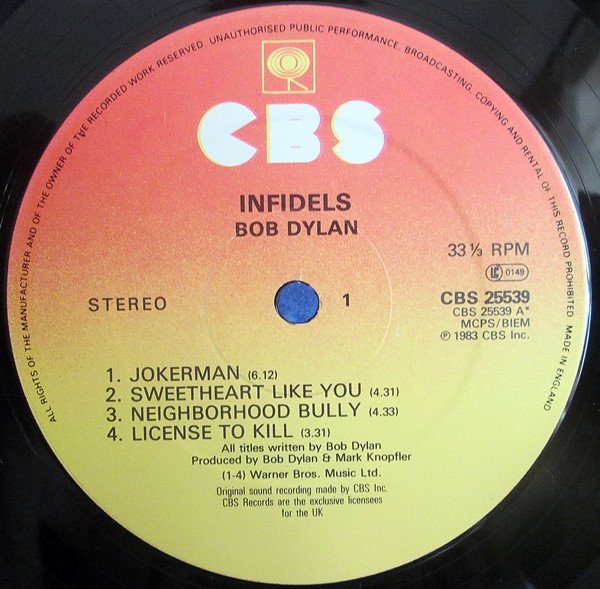 ALL RIGHTS OF THE MANUFACTURER AND OF THE OWNER OF THE RECORDED WORK RESERVED. UNAUTHORISED PUBLIC PERFORMANCE, BROADCASTING, COPYING AND RENTAL OF THIS RECORD PROHIBITED. MADE IN ENGLAND
CBS
INFIDELS
BOB DYLAN
33 ⅓ RPM
LC 0149
STEREO
1
CBS 25539
CBS 25539 A*
MCPS/BIEM
℗ 1983 CBS Inc.
1. JOKERMAN (6.12)
2. SWEETHEART LIKE YOU (4.31)
3. NEIGHBORHOOD BULLY (4.33)
4. LICENSE TO KILL (3.31)
All titles written by Bob Dylan
Produced by Bob Dylan & Mark Knopfler
(1-4) Warner Bros. Music Ltd.
Original sound recording made by CBS Inc.
CBS Records are the exclusive licensees
for the UK